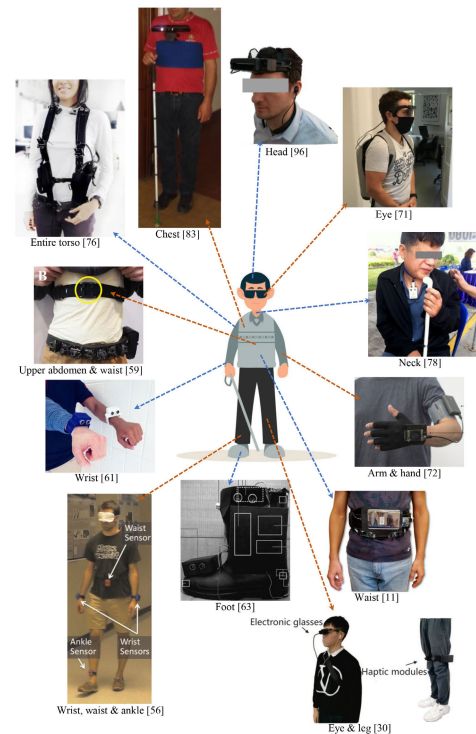 Head [96]
Chest [83]
Eye [71]
Entire torso [76]
B
Neck [78]
Upper abdomen & waist [59]
Wrist [61]
Arm & hand [72]
Waist
Sensor
Ankle
Sensor
Wrist
Sensors
Foot [63]
Waist [11]
Electronic glasses
Haptic modules
Wrist, waist & ankle [56]
Eye & leg [30]